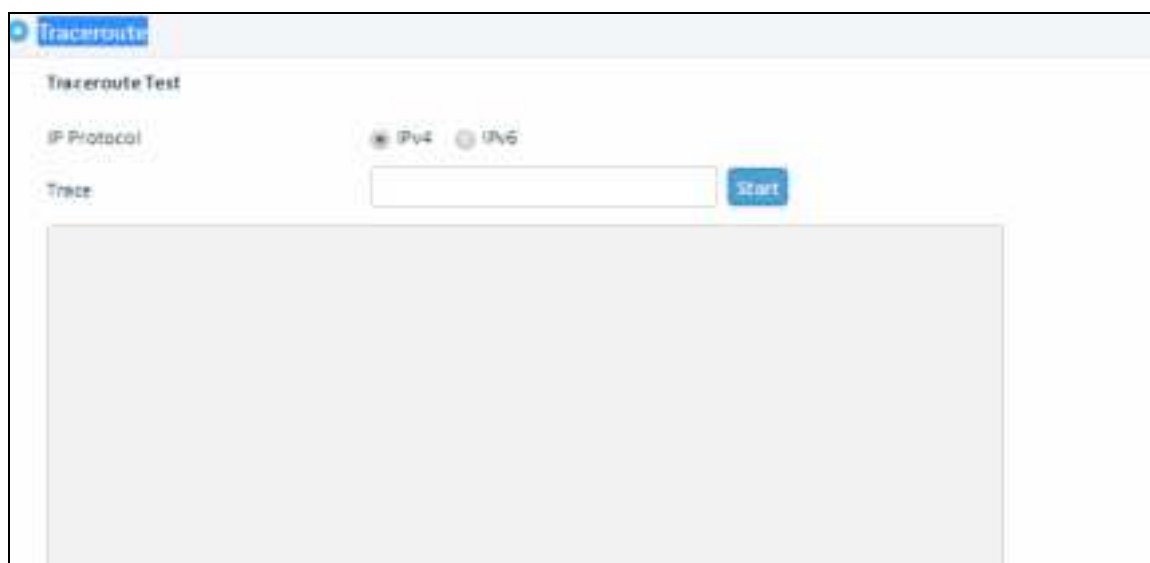 Traceroute
Traceroute Test
IP Protocol IPv4 IPv6
Trace Start